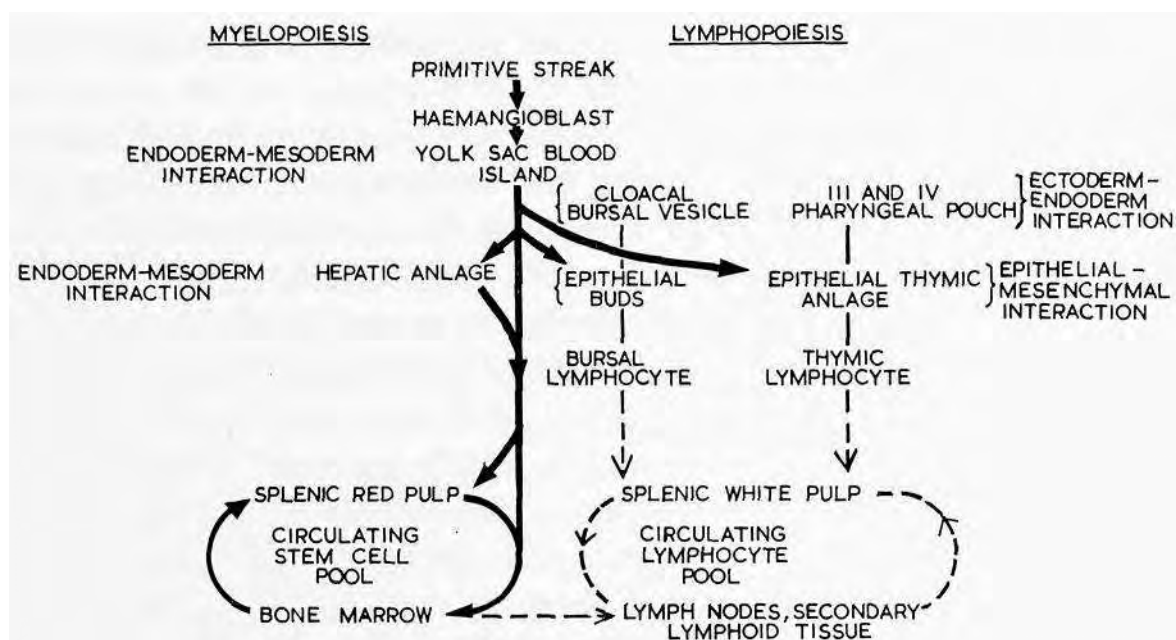 MYELOPOIESIS
LYMPHOPOIESIS
PRIMITIVE STREAK
HAEMANGIOBLAST
ENDODERM-MESODERM
INTERACTION
YOLK SAC BLOOD
ISLAND
CLOACAL
BURSAL VESICLE
III AND IV
PHARYNGEAL POUCH
ECTODERM-
ENDODERM
INTERACTION
ENDODERM-MESODERM
INTERACTION
HEPATIC ANLAGE
EPITHELIAL
BUDS
EPITHELIAL THYMIC
ANLAGE
EPITHELIAL-
MESENCHYMAL
INTERACTION
BURSAL
LYMPHOCYTE
THYMIC
LYMPHOCYTE
SPLENIC RED PULP
SPLENIC WHITE PULP
CIRCULATING
STEM CELL
POOL
CIRCULATING
LYMPHOCYTE
POOL
BONE MARROW
LYMPH NODES, SECONDARY
LYMPHOID TISSUE